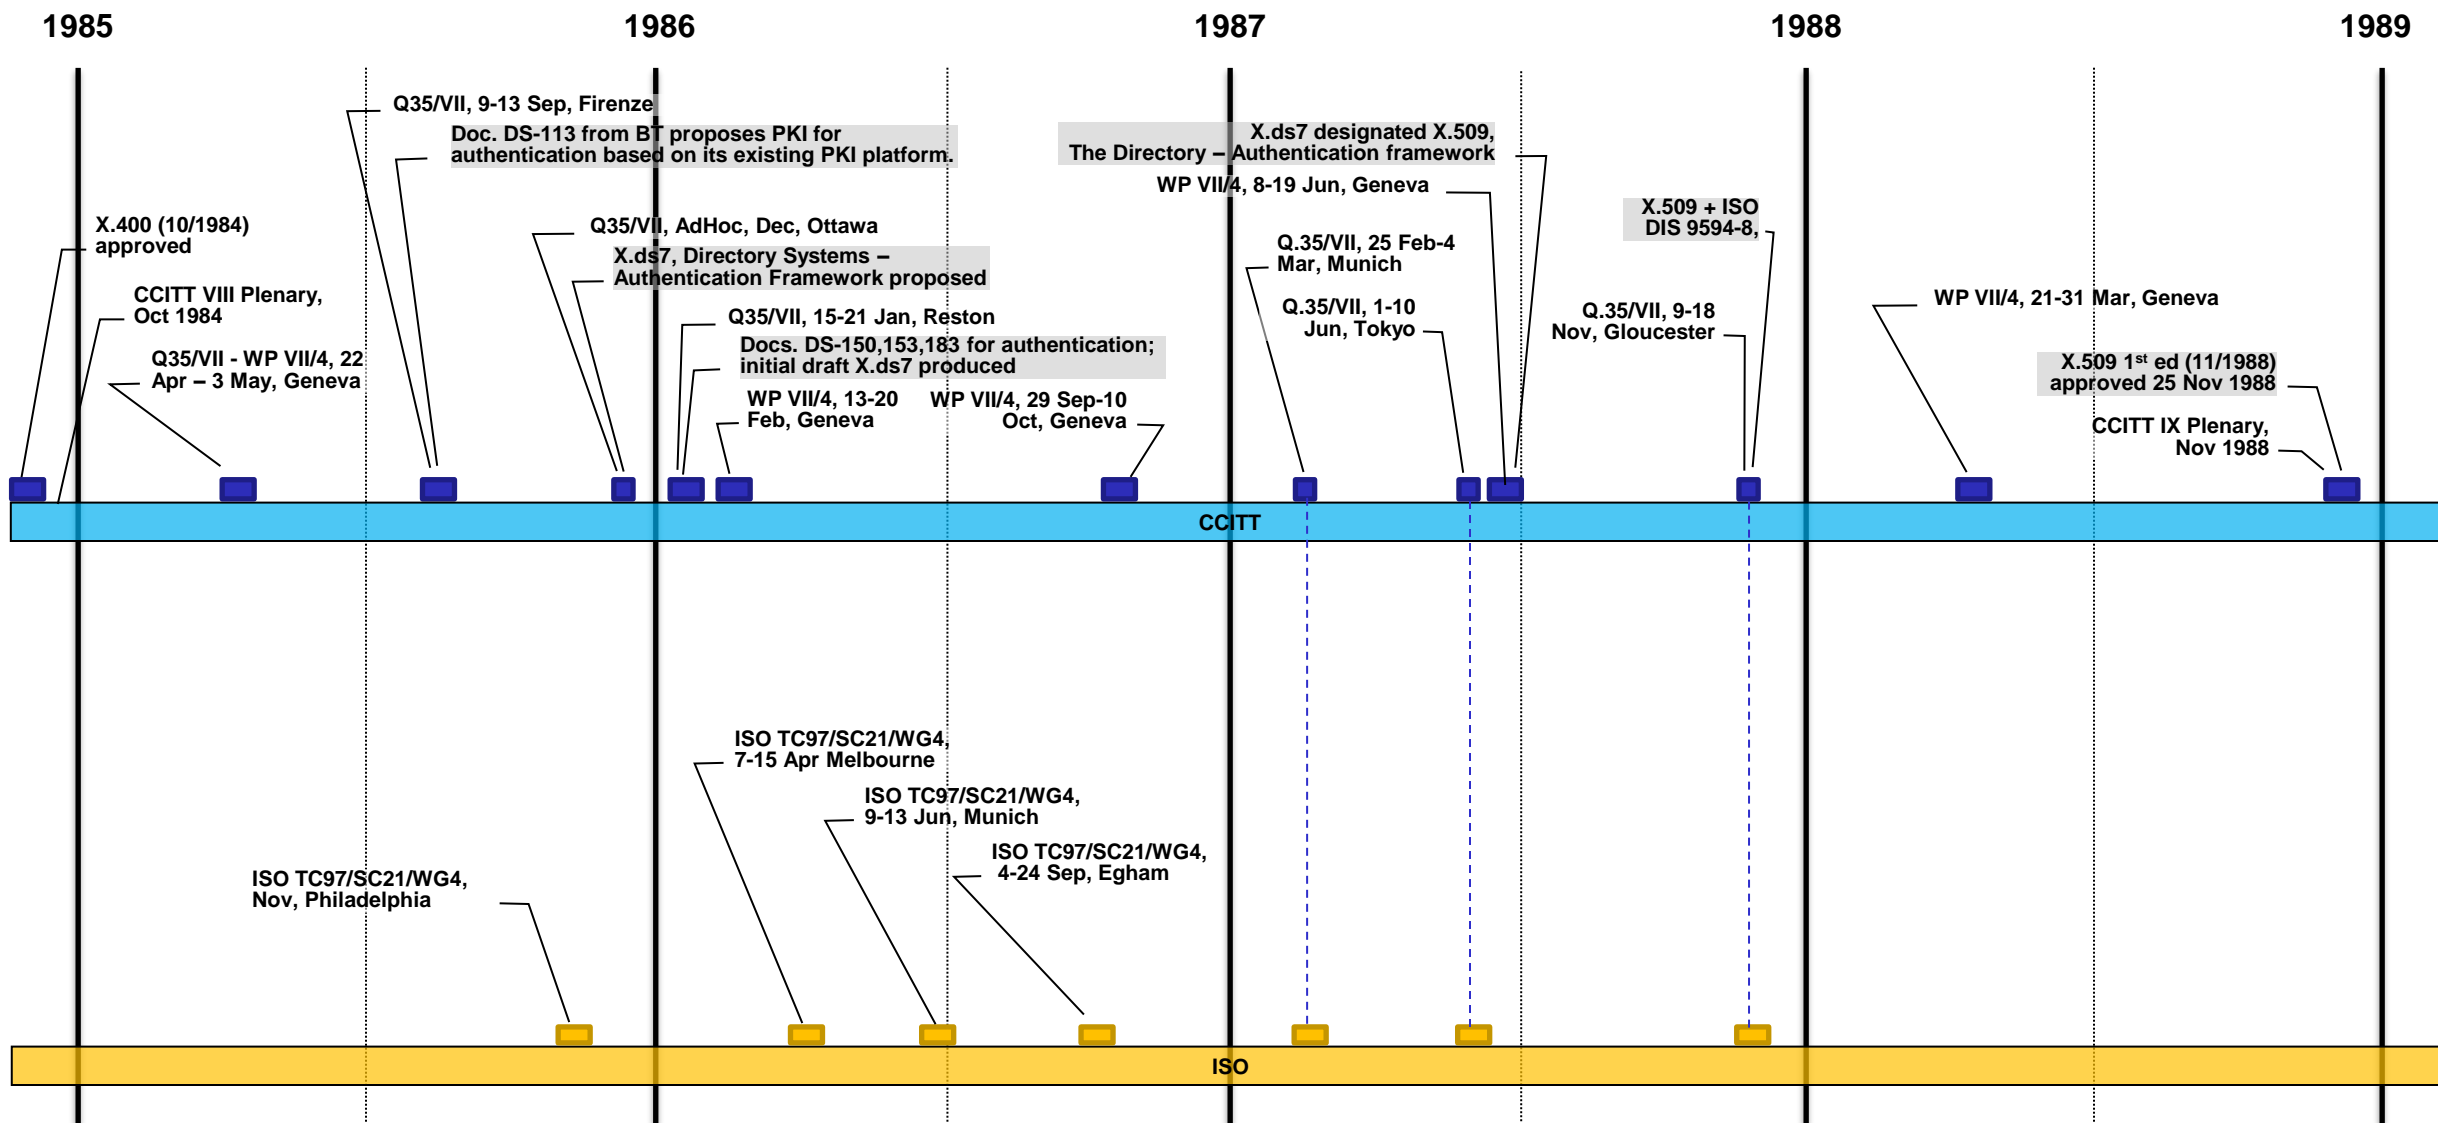 1985
1986
1987
1988
1989
Q35/VII, 9-13 Sep, Firenze
Doc. DS-113 from BT proposes PKI for
authentication based on its existing PKI platform.
X.ds7 designated X.509,
The Directory – Authentication framework
WP VII/4, 8-19 Jun, Geneva
X.400 (10/1984)
approved
Q35/VII, AdHoc, Dec, Ottawa
X.ds7, Directory Systems –
Authentication Framework proposed
X.509 + ISO
DIS 9594-8,
Q.35/VII, 25 Feb-4
Mar, Munich
CCITT VIII Plenary,
Oct 1984
Q35/VII, 15-21 Jan, Reston
Q.35/VII, 1-10
Jun, Tokyo
Q.35/VII, 9-18
Nov, Gloucester
WP VII/4, 21-31 Mar, Geneva
Q35/VII - WP VII/4, 22
Apr – 3 May, Geneva
Docs. DS-150,153,183 for authentication;
initial draft X.ds7 produced
X.509 1st ed (11/1988)
approved 25 Nov 1988
WP VII/4, 13-20
Feb, Geneva
WP VII/4, 29 Sep-10
Oct, Geneva
CCITT IX Plenary,
Nov 1988
CCITT
ISO TC97/SC21/WG4,
7-15 Apr Melbourne
ISO TC97/SC21/WG4,
9-13 Jun, Munich
ISO TC97/SC21/WG4,
4-24 Sep, Egham
ISO TC97/SC21/WG4,
Nov, Philadelphia
ISO